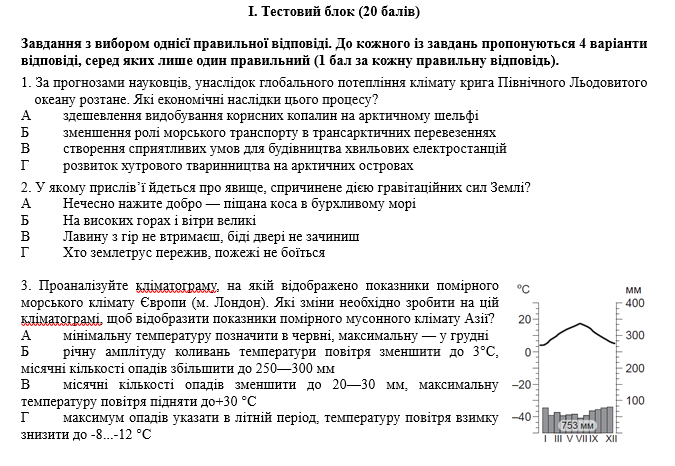 І. Тестовий блок (20 балів)
Завдання з вибором однієї правильної відповіді. До кожного із завдань пропонуються 4 варіанти
відповіді, серед яких лише один правильний (1 бал за кожну правильну відповідь).
1. За прогнозами науковців, унаслідок глобального потепління клімату крига Північного Льодовитого
океану розтане. Які економічні наслідки цього процесу?
А здешевлення видобування корисних копалин на арктичному шельфі
Б зменшення ролі морського транспорту в трансарктичних перевезеннях
В створення сприятливих умов для будівництва хвильових електростанцій
Г розвиток хутрового тваринництва на арктичних островах
2. У якому прислів’ї йдеться про явище, спричинене дією гравітаційних сил Землі?
А Нечесно нажите добро — піщана коса в бурхливому морі
Б На високих горах і вітри великі
В Лавину з гір не втримаєш, біді двері не зачиниш
Г Хто землетрус пережив, пожежі не боїться
3. Проаналізуйте кліматограму, на якій відображено показники помірного
морського клімату Європи (м. Лондон). Які зміни необхідно зробити на цій
кліматограмі, щоб відобразити показники помірного мусонного клімату Азії?
А мінімальну температуру позначити в червні, максимальну — у грудні
Б річну амплітуду коливань температури повітря зменшити до 3°С,
місячні кількості опадів збільшити до 250—300 мм
В місячні кількості опадів зменшити до 20—30 мм, максимальну
температуру повітря підняти до+30 °С
Г максимум опадів указати в літній період, температуру повітря взимку
знизити до -8...-12 °С
°С мм
400
20 300
0 200
–20 100
–40
753 мм
I III V VII IX XII